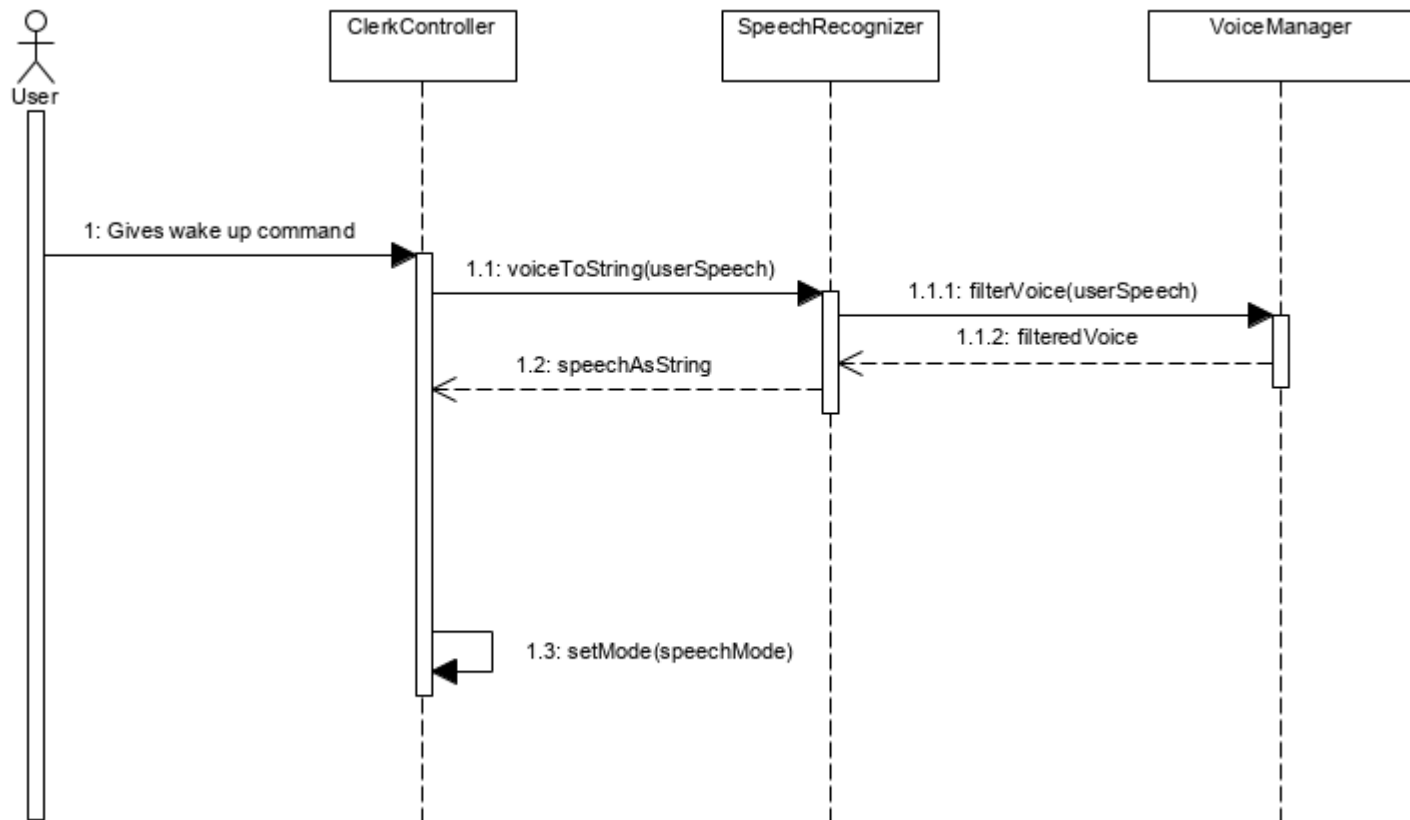 ClerkController
SpeechRecognizer
VoiceManager
User
1: Gives wake up command
1.1: voiceToString(userSpeech)
1.1.1: filterVoice(userSpeech)
1.1.2: filteredVoice
1.2: speechAsString
1.3: setMode(speechMode)